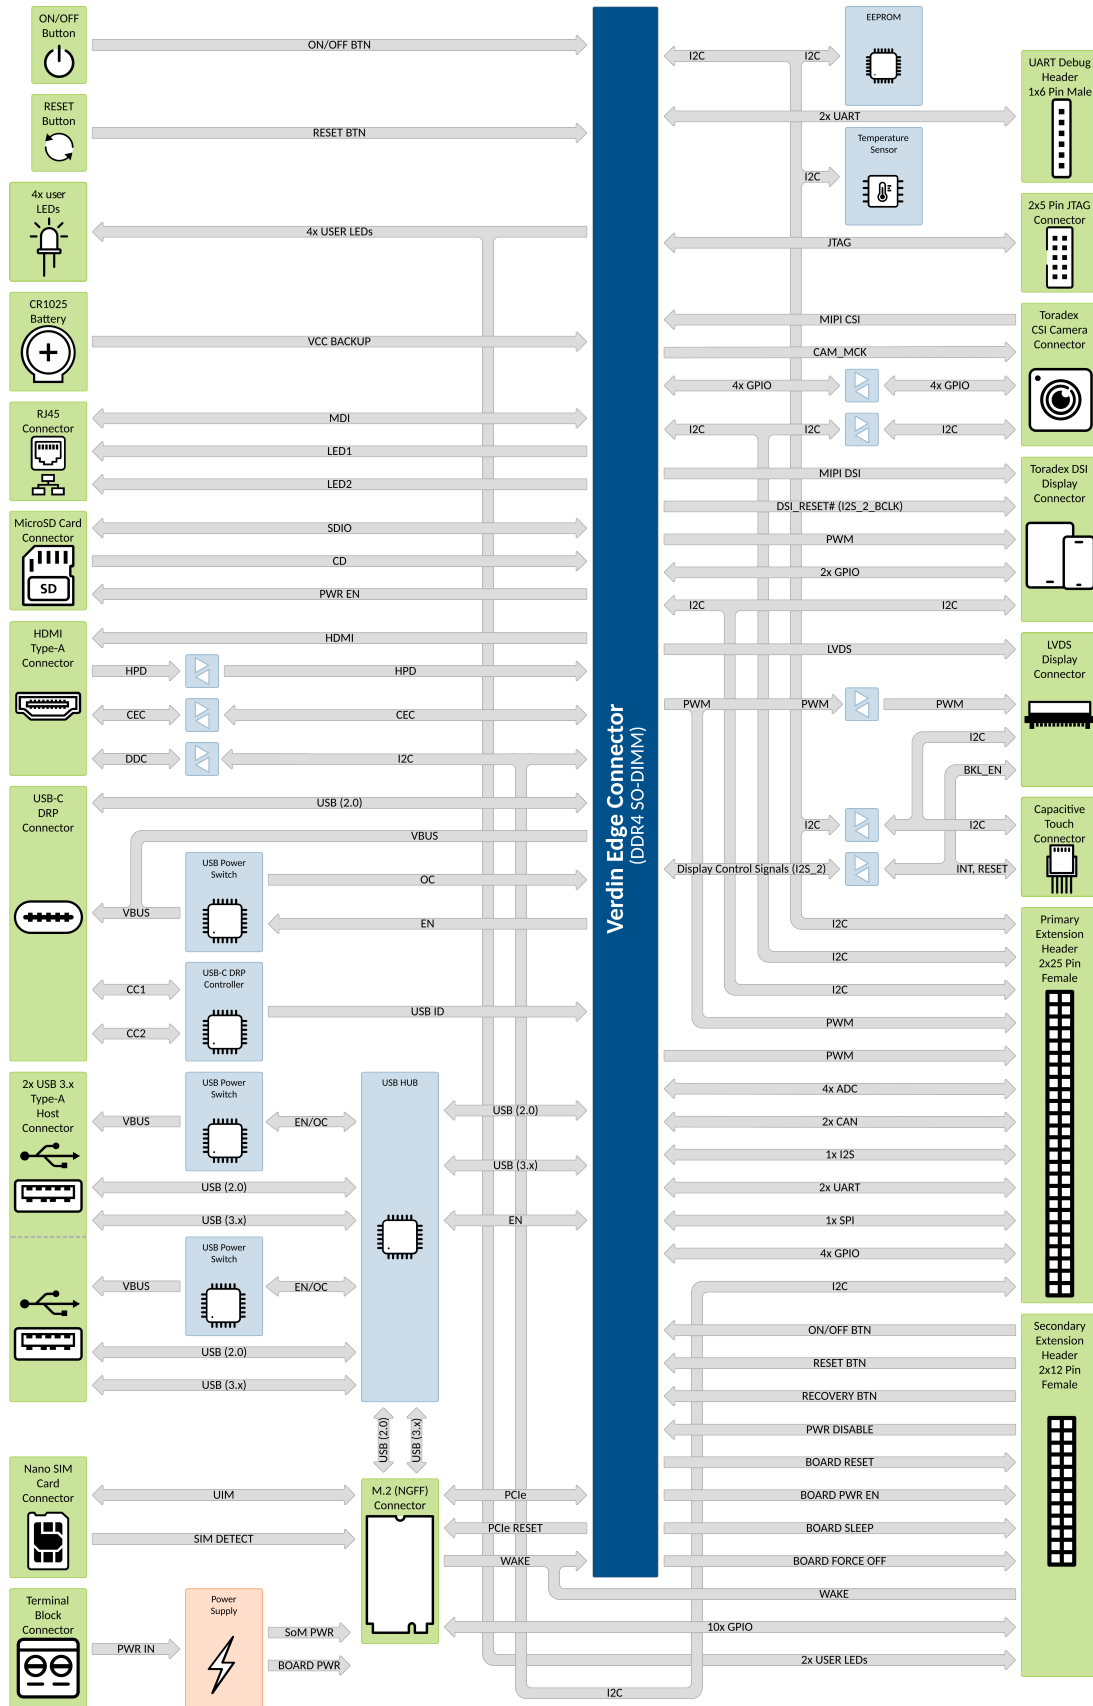 ON/OFF
Button
ON/OFF BTN
RESET
Button
RESET BTN
4x user
LEDs
4x USER LEDs
CR1025
Battery
VCC BACKUP
RJ45
Connector
MDI
LED1
LED2
MicroSD Card
Connector
SD
SDIO
CD
PWR EN
HDMI
Type-A
Connector
HDMI
HPD
HPD
CEC
CEC
DDC
I2C
USB-C
DRP
Connector
USB (2.0)
VBUS
USB Power
Switch
OC
VBUS
EN
USB-C DRP
Controller
CC1
USB ID
CC2
2x USB 3.x
Type-A
Host
Connector
USB Power
Switch
USB HUB
VBUS
EN/OC
USB (2.0)
USB (3.x)
EN
USB (2.0)
USB (3.x)
USB Power
Switch
VBUS
EN/OC
USB (2.0)
USB (3.x)
USB (2.0)
USB (3.x)
Nano SIM
Card
Connector
UIM
SIM DETECT
M.2 (NGFF)
Connector
PCIe
PCIe RESET
WAKE
Terminal
Block
Connector
PWR IN
Power
Supply
SoM PWR
BOARD PWR
I2C
Verdin Edge Connector
(DDR4 SO-DIMM)
EEPROM
I2C
I2C
2x UART
UART Debug
Header
1x6 Pin Male
Temperature
Sensor
I2C
2x5 Pin JTAG
Connector
JTAG
Toradex
CSI Camera
Connector
MIPI CSI
CAM_MCK
4x GPIO
4x GPIO
I2C
I2C
I2C
Toradex DSI
Display
Connector
MIPI DSI
DSI_RESET# (I2S_2_BCLK)
PWM
2x GPIO
I2C
I2C
LVDS
Display
Connector
LVDS
PWM
PWM
PWM
I2C
BKL_EN
Capacitive
Touch
Connector
I2C
I2C
Display Control Signals (I2S_2)
INT, RESET
Primary
Extension
Header
2x25 Pin
Female
I2C
I2C
I2C
PWM
PWM
4x ADC
2x CAN
1x I2S
2x UART
1x SPI
4x GPIO
I2C
Secondary
Extension
Header
2x12 Pin
Female
ON/OFF BTN
RESET BTN
RECOVERY BTN
PWR DISABLE
BOARD RESET
BOARD PWR EN
BOARD SLEEP
BOARD FORCE OFF
WAKE
10x GPIO
2x USER LEDs